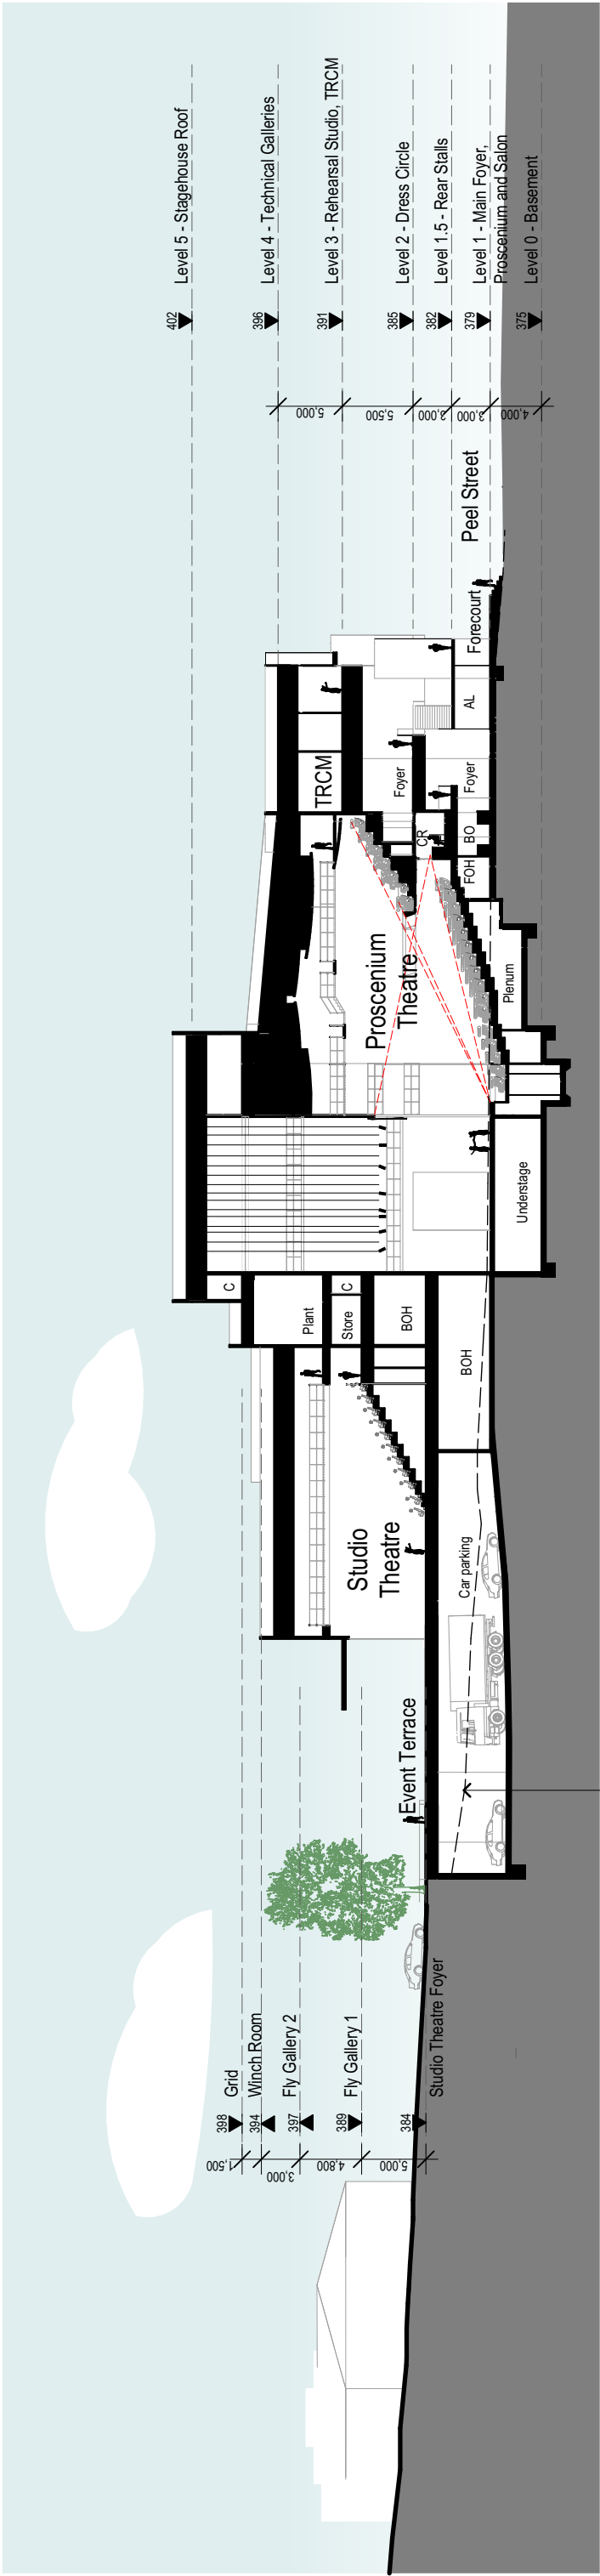 402
Level 5 - Stagehouse Roof
396
Level 4 - Technical Galleries
5,000
391
Level 3 - Rehearsal Studio, TRCM
5,500
385
Level 2 - Dress Circle
3,000
382
Level 1.5 - Rear Stalls
3,000
379
Level 1 - Main Foyer,
Proscenium and Salon
4,000
375
Level 0 - Basement
Peel Street
Forecourt
AL
TRCM
Foyer
Foyer
CR
BO
FOH
Proscenium
Theatre
Plenum
Understage
C
Plant
Store
C
BOH
BOH
Studio
Theatre
Car parking
Event Terrace
398
Grid
1,500
394
Winch Room
3,000
397
Fly Gallery 2
4,800
389
Fly Gallery 1
5,000
384
Studio Theatre Foyer